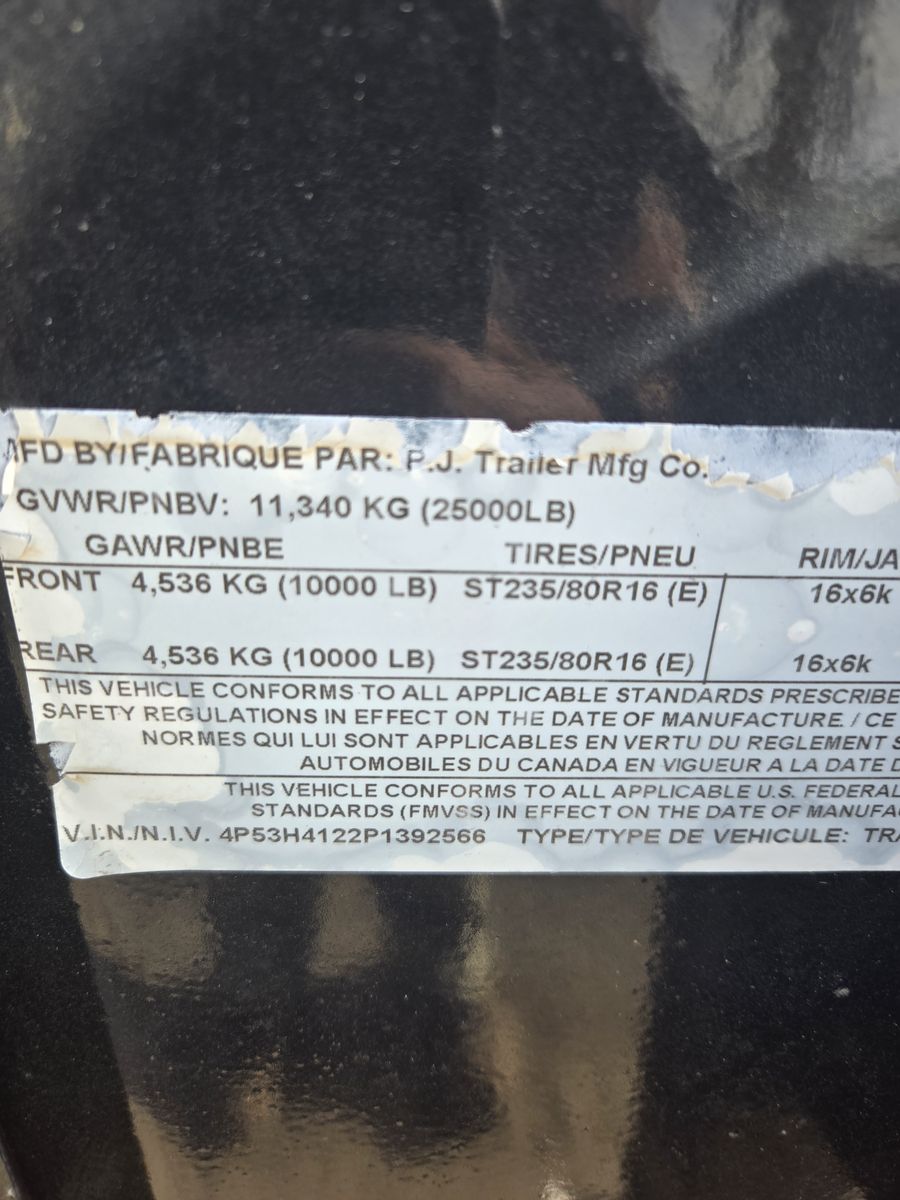 MFD BY/FABRIQUE PAR: P.J. Trailer Mfg Co.
GVWR/PNBV: 11,340 KG (25000LB)
GAWR/PNBE TIRES/PNEU RIM/JA
FRONT 4,536 KG (10000 LB) ST235/80R16 (E) 16x6k
REAR 4,536 KG (10000 LB) ST235/80R16 (E) 16x6k
THIS VEHICLE CONFORMS TO ALL APPLICABLE STANDARDS PRESCRIBE
SAFETY REGULATIONS IN EFFECT ON THE DATE OF MANUFACTURE. / CE
NORMES QUI LUI SONT APPLICABLES EN VERTU DU REGLEMENT S
AUTOMOBILES DU CANADA EN VIGUEUR A LA DATE D
THIS VEHICLE CONFORMS TO ALL APPLICABLE U.S. FEDERAL
STANDARDS (FMVSS) IN EFFECT ON THE DATE OF MANUFA
V.I.N./N.I.V. 4P53H4122P1392566 TYPE/TYPE DE VEHICULE: TRA